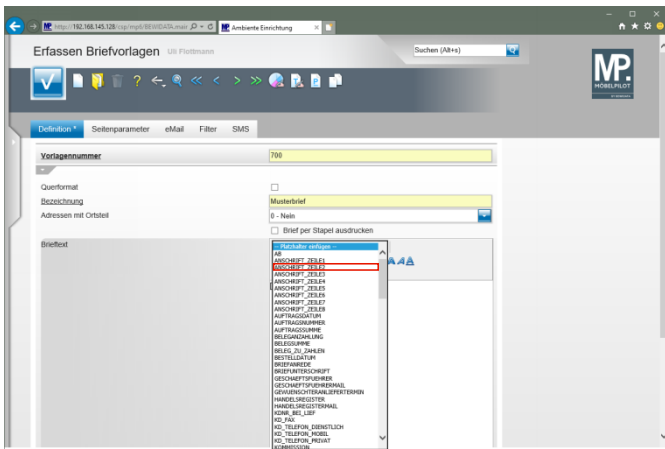 http://192.168.145.128/csp/mpli/BEWIDATA.mair
Ambiente Einrichtung
Erfassen Briefvorlagen Uli Flottmann
Suchen (Alt+s)
MP.
MÖBELPILOT
Definition * Seitenparameter eMail Filter SMS
Vorlagennummer 700
Querformat
Bezeichnung Musterbrief
Adressen mit Ortsteil 0 - Nein
Brief per Stapel ausdrucken
Brieftext
-- Platzhalter einfügen --
AB
ANSCHRIFT_ZEILE1
ANSCHRIFT_ZEILE2
ANSCHRIFT_ZEILE3
ANSCHRIFT_ZEILE4
ANSCHRIFT_ZEILE5
ANSCHRIFT_ZEILE6
ANSCHRIFT_ZEILE7
ANSCHRIFT_ZEILE8
AUFTRAGSDATUM
AUFTRAGSNUMMER
AUFTRAGSSUMME
BELEGANZAHLUNG
BELEGSUMME
BELEG_ZU_ZAHLEN
BESTELLDATUM
BRIEFANREDE
BRIEFUNTERSCHRIFT
GESCHAEFTSFUEHRER
GESCHAEFTSFUEHRERMAIL
GEWUENSCHTERANLIEFERTERMIN
HANDELSREGISTER
HANDELSREGISTERMAIL
KDNR_BEI_LIEF
KD_FAX
KD_TELEFON_DIENSTLICH
KD_TELEFON_MOBIL
KD_TELEFON_PRIVAT
KOMMISSION